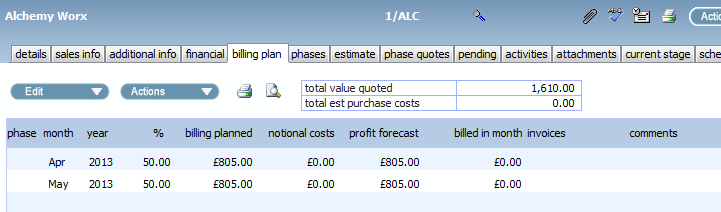 Alchemy Worx 1/ALC ABC Actio
details sales info additional info financial billing plan phases estimate phase quotes pending activities attachments current stage sche
Edit Actions
total value quoted 1,610.00
total est purchase costs 0.00
phase month year % billing planned notional costs profit forecast billed in month invoices comments
Apr 2013 50.00 £805.00 £0.00 £805.00 £0.00
May 2013 50.00 £805.00 £0.00 £805.00 £0.00